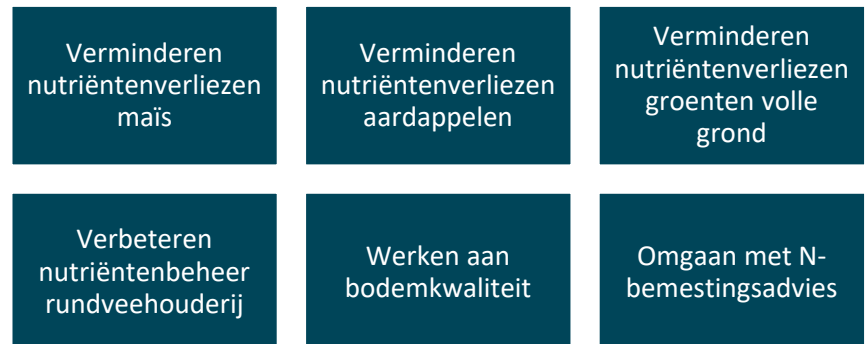 Verminderen
nutriëntenverliezen
maïs
Verminderen
nutriëntenverliezen
aardappelen
Verminderen
nutriëntenverliezen
groenten volle
grond
Verbeteren
nutriëntenbeheer
rundveehouderij
Werken aan
bodemkwaliteit
Omgaan met N-
bemestingsadvies